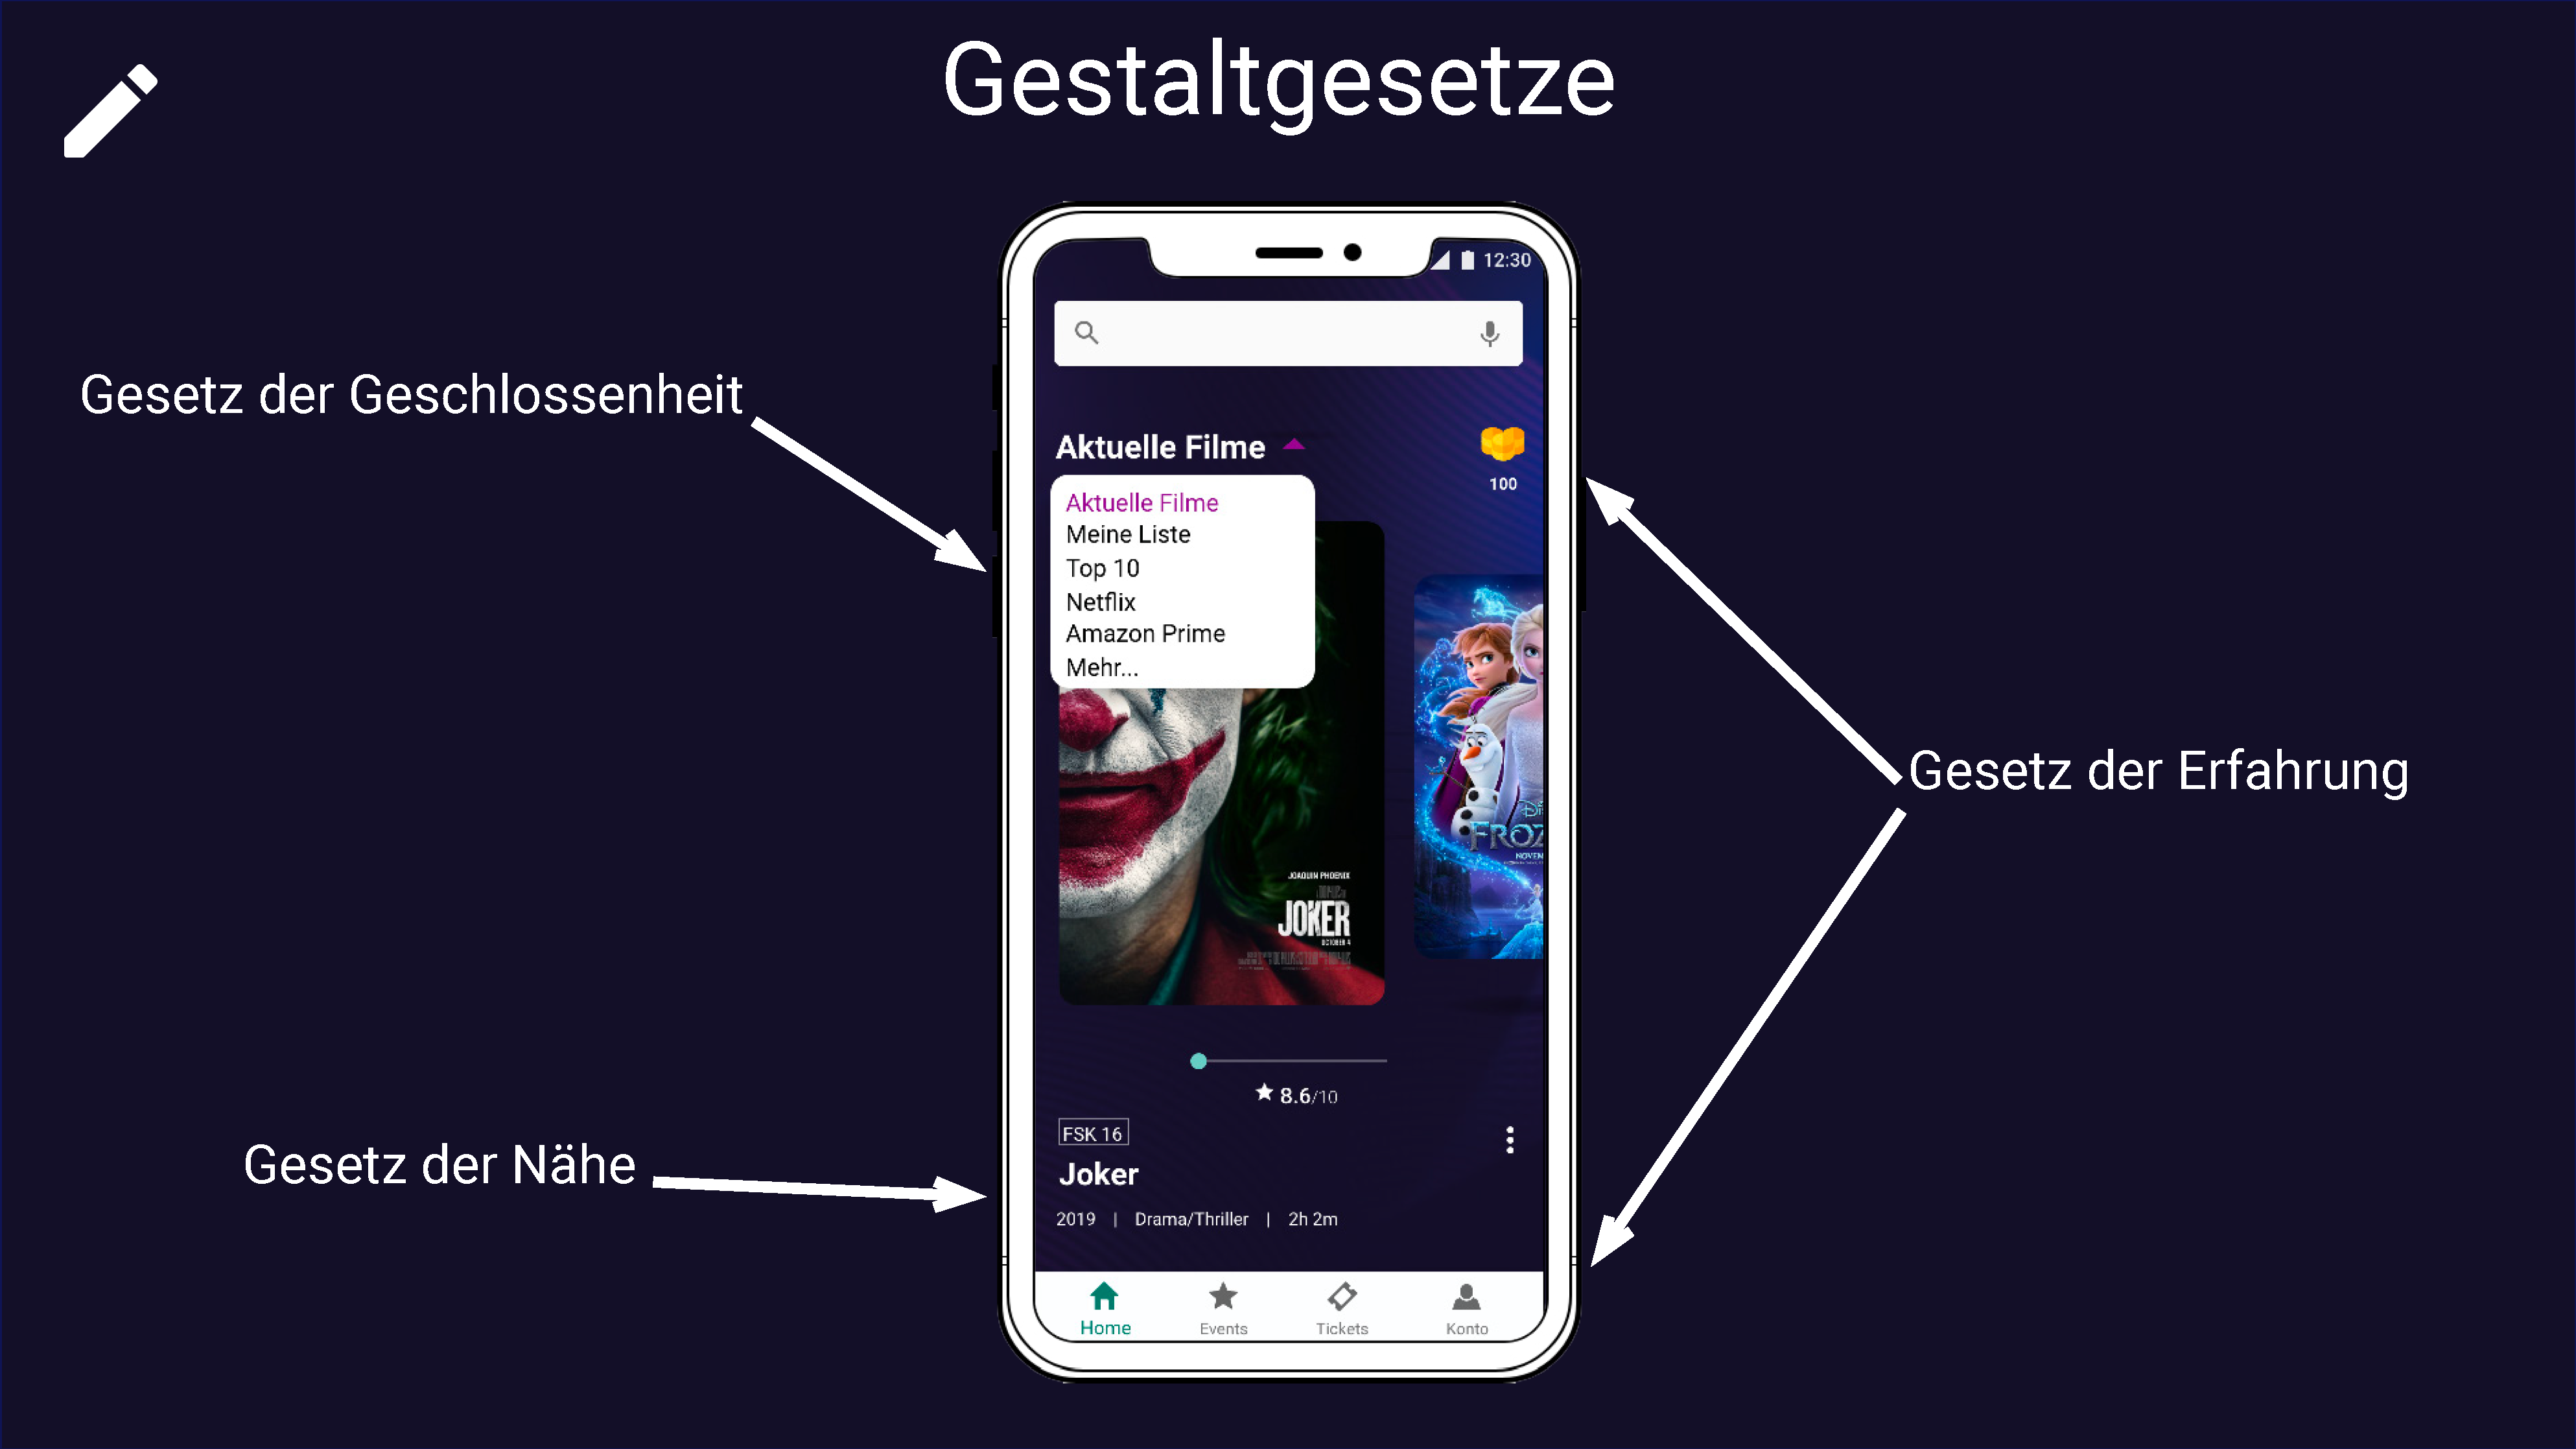 Gestaltgesetze
12:30
Gesetz der Geschlossenheit
Aktuelle Filme
100
Aktuelle Filme
Meine Liste
Top 10
Netflix
Amazon Prime
Mehr...
Gesetz der Erfahrung
JOAQUIN PHOENIX
JOKER
OCTOBER 4
8.6/10
FSK 16
Gesetz der Nähe
Joker
2019 | Drama/Thriller | 2h 2m
Home Events Tickets Konto